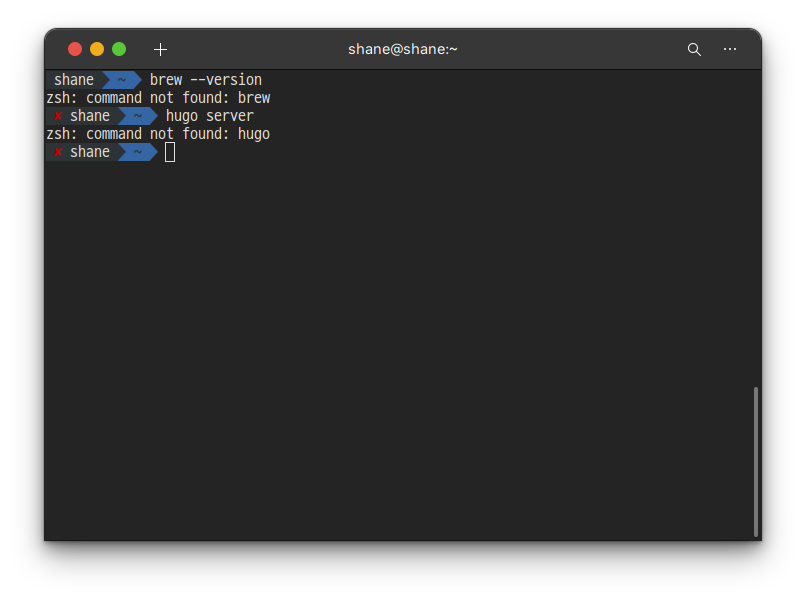 shane@shane:~
shane ~ brew --version
zsh: command not found: brew
✘ shane ~ hugo server
zsh: command not found: hugo
✘ shane ~